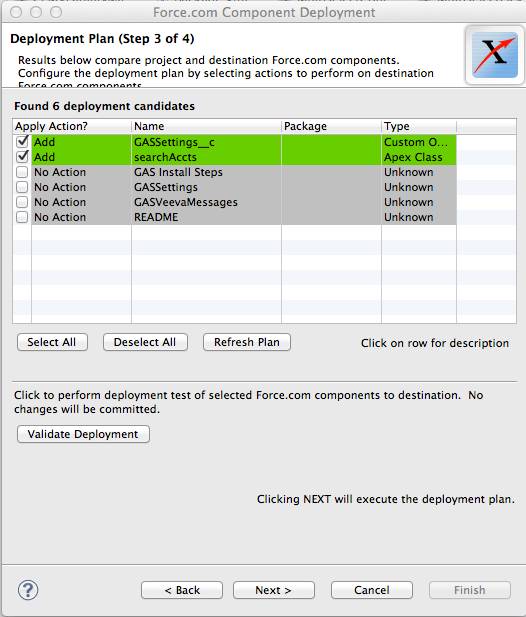 Force.com Component Deployment
Deployment Plan (Step 3 of 4)
Results below compare project and destination Force.com components.
Configure the deployment plan by selecting actions to perform on destination
Force.com components.
Found 6 deployment candidates
Apply Action? Name Package Type
Add GASSettings__c Custom O...
Add searchAccts Apex Class
No Action GAS Install Steps Unknown
No Action GASSettings Unknown
No Action GASVeevaMessages Unknown
No Action README Unknown
Select All Deselect All Refresh Plan Click on row for description
Click to perform deployment test of selected Force.com components to destination. No
changes will be committed.
Validate Deployment
Clicking NEXT will execute the deployment plan.
? < Back Next > Cancel Finish